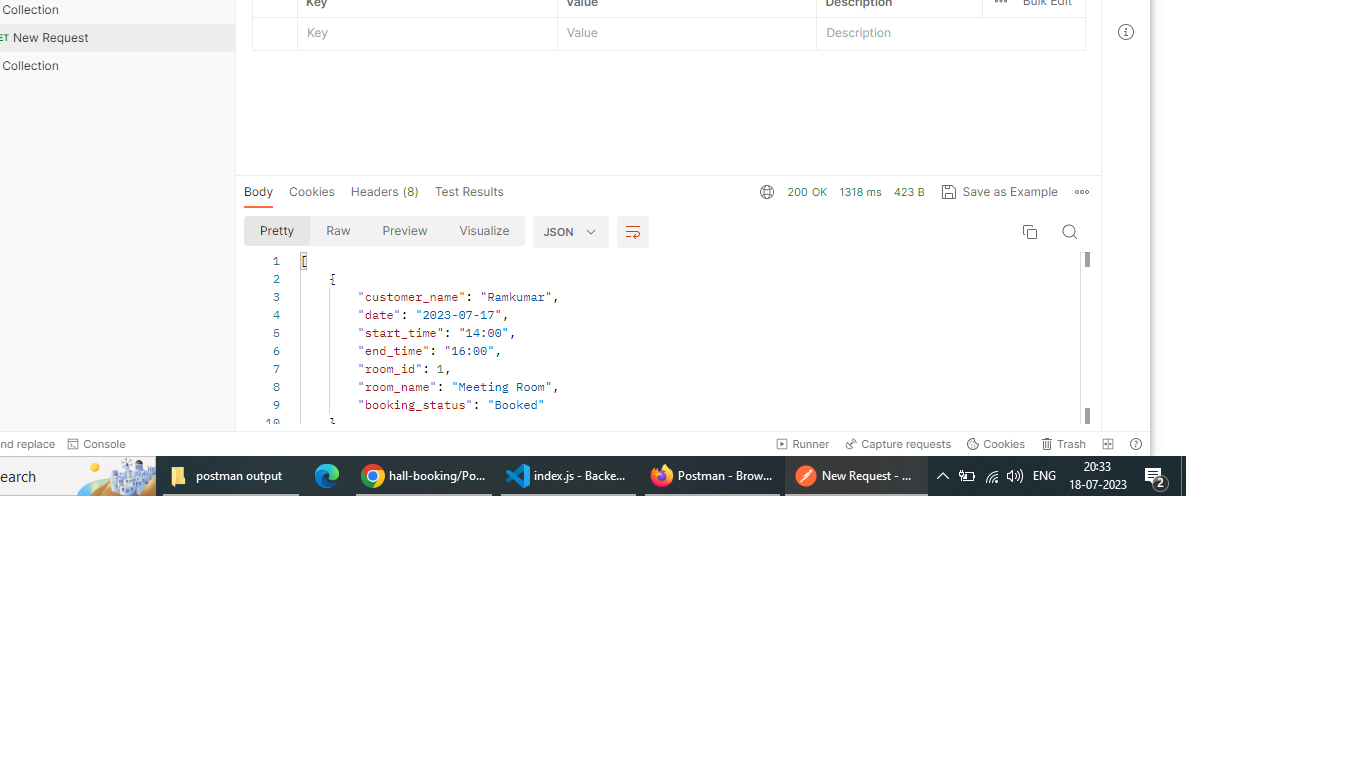 Collection
Key Value Description Bulk Edit
ET New Request
Key Value Description
Collection
Body Cookies Headers (8) Test Results 200 OK 1318 ms 423 B Save as Example
Pretty Raw Preview Visualize JSON
1 [
2 {
3 "customer_name": "Ramkumar",
4 "date": "2023-07-17",
5 "start_time": "14:00",
6 "end_time": "16:00",
7 "room_id": 1,
8 "room_name": "Meeting Room",
9 "booking_status": "Booked"
10 }
nd replace Console Runner Capture requests Cookies Trash
earch postman output hall-booking/Po... index.js - Backe... Postman - Brow... New Request - ... ENG 20:33
18-07-2023 2